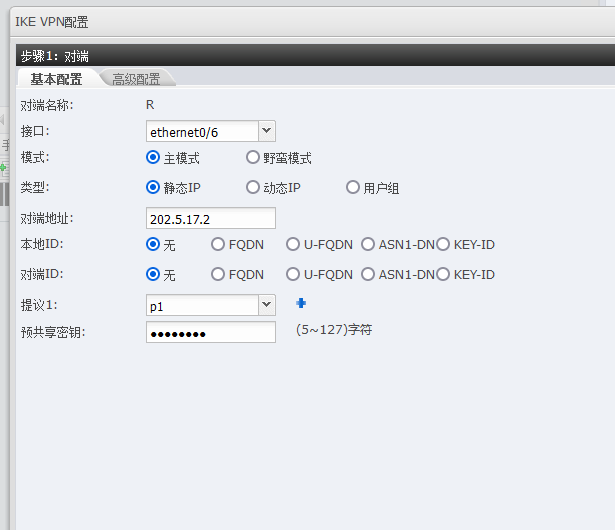 IKE VPN配置
步骤1: 对端
基本配置 高级配置
对端名称: R
接口: ethernet0/6
模式: 主模式 野蛮模式
类型: 静态IP 动态IP 用户组
对端地址: 202.5.17.2
本地ID: 无 FQDN U-FQDN ASN1-DN KEY-ID
对端ID: 无 FQDN U-FQDN ASN1-DN KEY-ID
提议1: p1
预共享密钥: ●●●●●●●● (5~127)字符